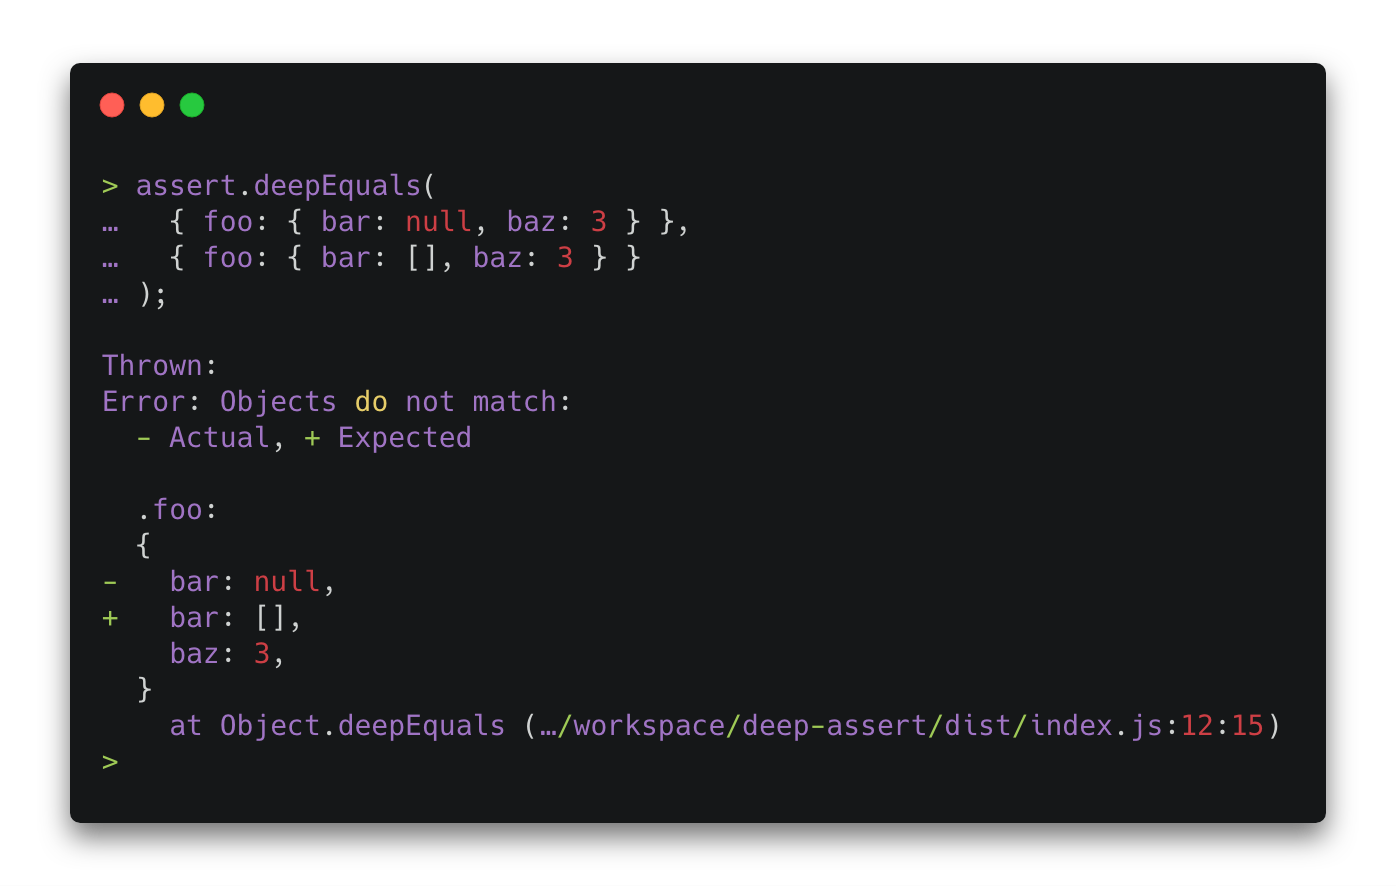 > assert.deepEquals(
…   { foo: { bar: null, baz: 3 } },
…   { foo: { bar: [], baz: 3 } }
… );
Thrown:
Error: Objects do not match:
  - Actual, + Expected
  .foo:
  {
-   bar: null,
+   bar: [],
    baz: 3,
  }
    at Object.deepEquals (…/workspace/deep-assert/dist/index.js:12:15)
>